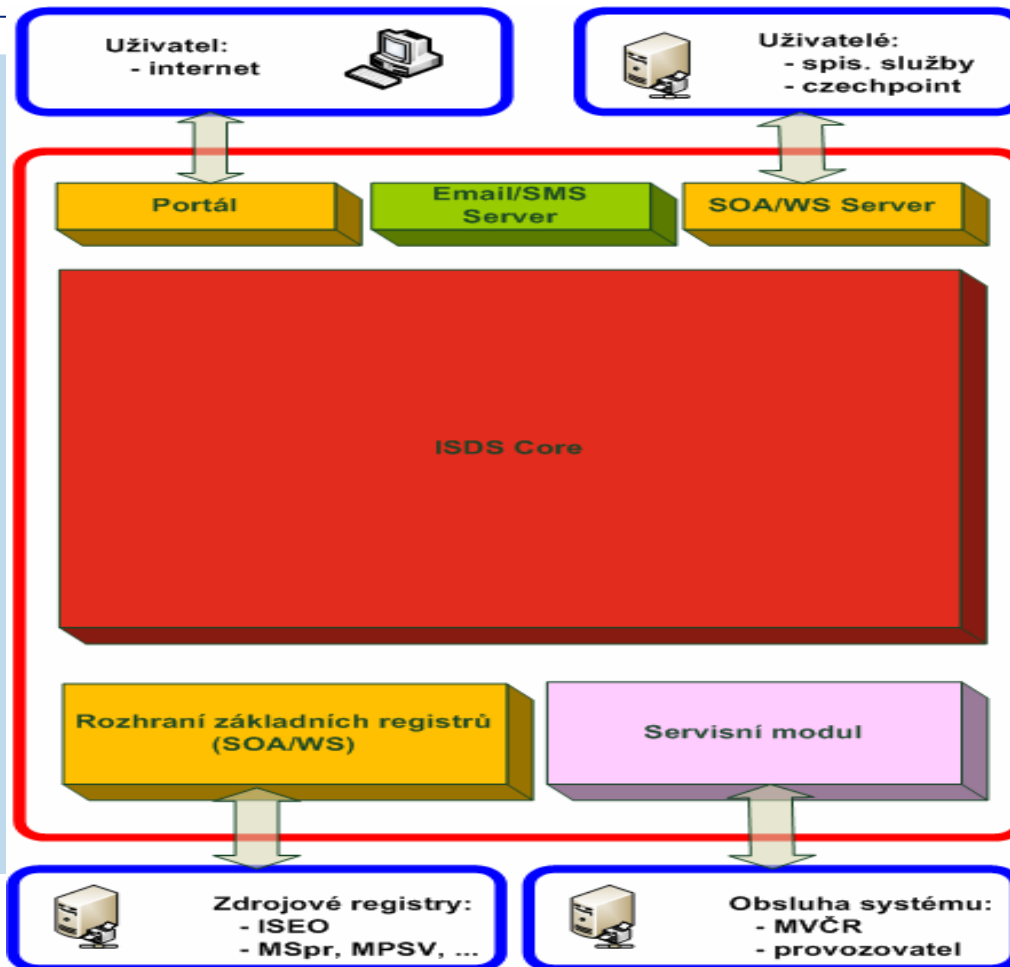 Uživatel:
- internet
Uživatelé:
- spis. služby
- czechpoint
Portál
Email/SMS
Server
SOA/WS Server
ISDS Core
Rozhraní základních registrů
(SOA/WS)
Servisní modul
Zdrojové registry:
- ISEO
- MSpr, MPSV, ...
Obsluha systému:
- MVČR
- provozovatel